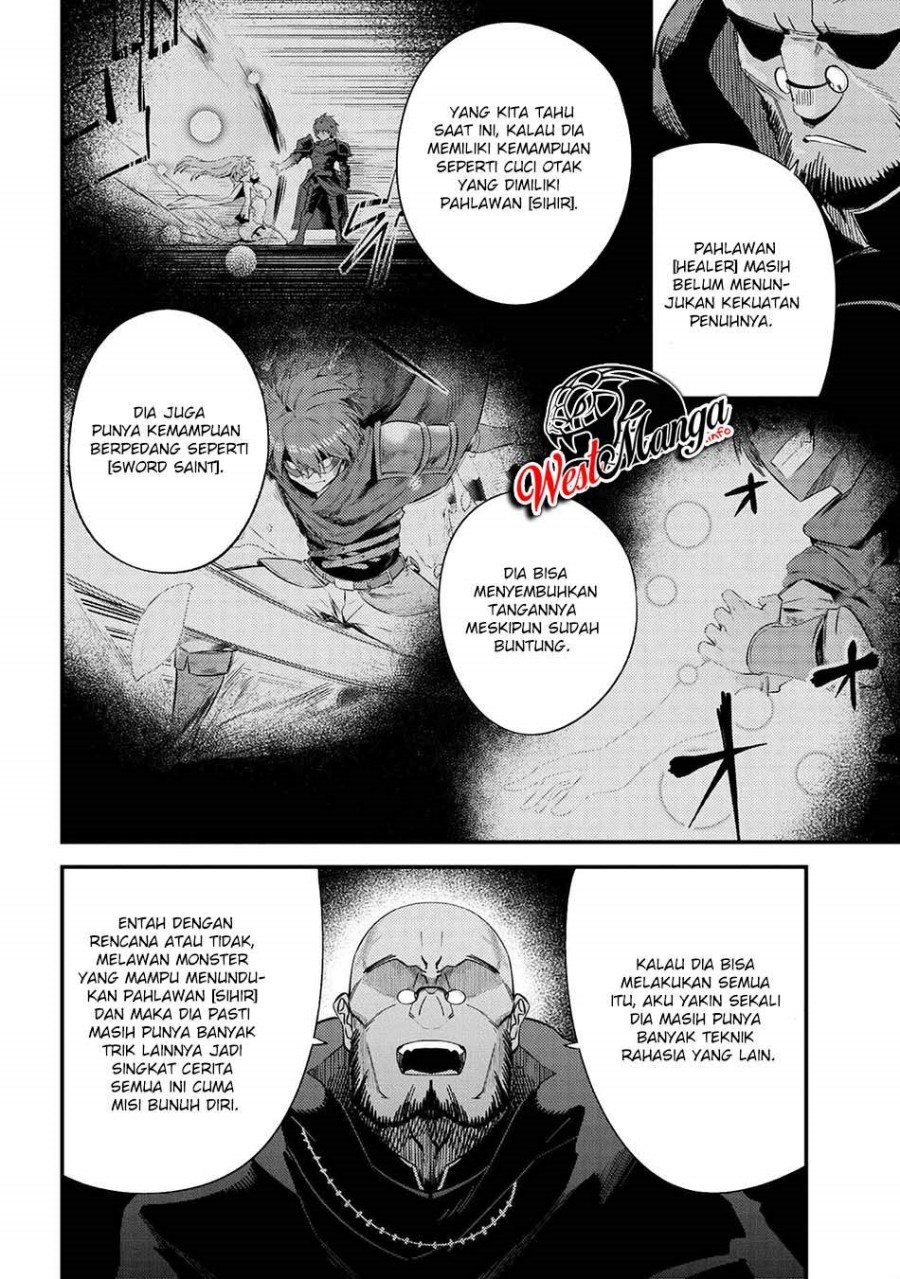 PAHLAWAN
[HEALER] MASIH
BELUM MENUN-
JUKAN KEKUATAN
PENUHNYA.
YANG KITA TAHU
SAAT INI, KALAU DIA
MEMILIKI KEMAMPUAN
SEPERTI CUCI OTAK
YANG DIMILIKI
PAHLAWAN [SIHIR].
DIA JUGA
PUNYA KEMAMPUAN
BERPEDANG SEPERTI
[SWORD SAINT].
WestManga
.info
DIA BISA
MENYEMBUHKAN
TANGANNYA
MESKIPUN SUDAH
BUNTUNG.
KALAU DIA BISA
MELAKUKAN SEMUA
ITU, AKU YAKIN SEKALI
DIA MASIH PUNYA
BANYAK TEKNIK
RAHASIA YANG LAIN.
ENTAH DENGAN
RENCANA ATAU TIDAK,
MELAWAN MONSTER
YANG MAMPU MENUNDU-
KAN PAHLAWAN [SIHIR]
DAN MAKA DIA PASTI
MASIH PUNYA BANYAK
TRIK LAINNYA JADI
SINGKAT CERITA
SEMUA INI CUMA
MISI BUNUH DIRI.